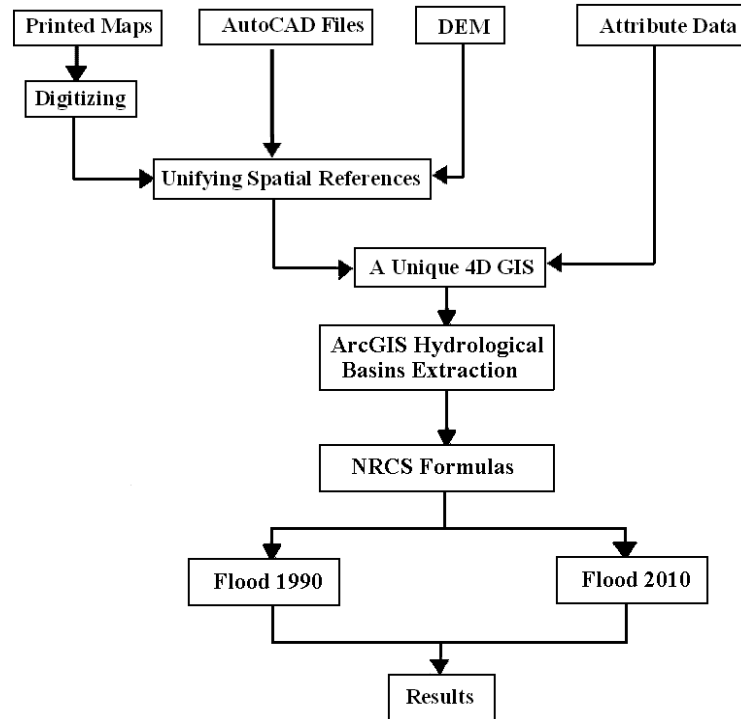 Printed Maps
AutoCAD Files
DEM
Attribute Data
Digitizing
Unifying Spatial References
A Unique 4D GIS
ArcGIS Hydrological
Basins Extraction
NRCS Formulas
Flood 1990
Flood 2010
Results